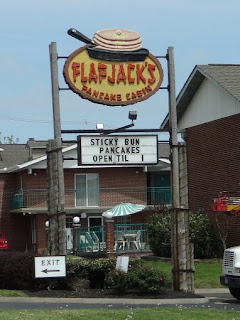 FLAPJACK'S
PANCAKE CABIN
STICKY BUN
PANCAKES
OPEN TIL 1
EXIT